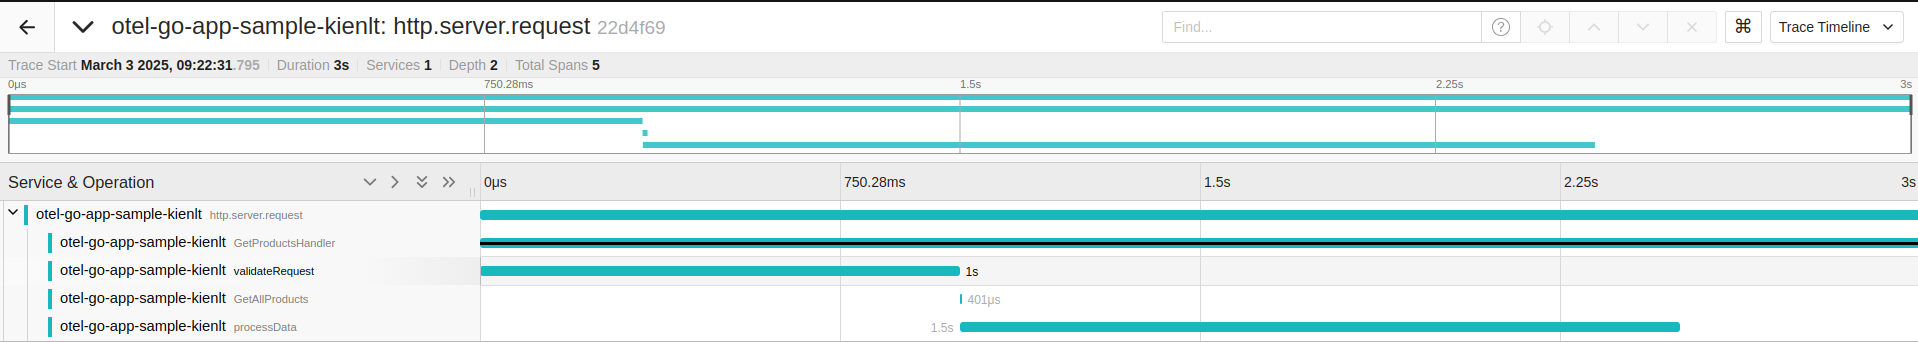 otel-go-app-sample-kienlt: http.server.request 22d4f69
Find...
?
⌘
Trace Timeline
Trace Start March 3 2025, 09:22:31.795 Duration 3s Services 1 Depth 2 Total Spans 5
0μs 750.28ms 1.5s 2.25s 3s
Service & Operation 0μs 750.28ms 1.5s 2.25s 3s
otel-go-app-sample-kienlt http.server.request
otel-go-app-sample-kienlt GetProductsHandler
otel-go-app-sample-kienlt validateRequest 1s
otel-go-app-sample-kienlt GetAllProducts 401μs
otel-go-app-sample-kienlt processData 1.5s